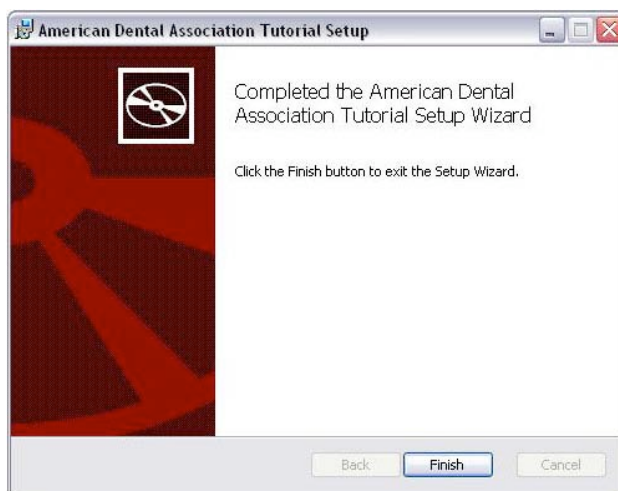 American Dental Association Tutorial Setup
Completed the American Dental
Association Tutorial Setup Wizard
Click the Finish button to exit the Setup Wizard.
Back
Finish
Cancel